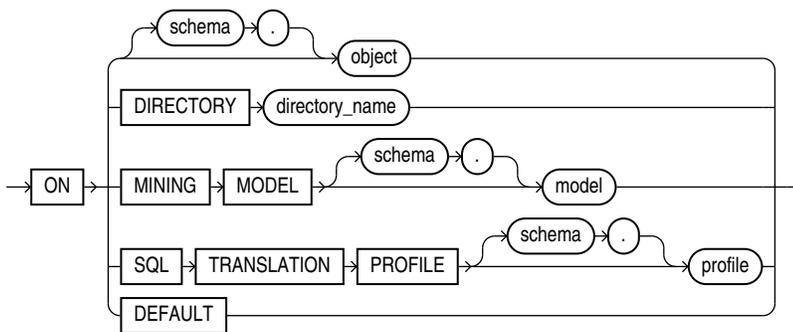 schema .
object
DIRECTORY directory_name
schema .
ON MINING MODEL model
schema .
SQL TRANSLATION PROFILE profile
DEFAULT